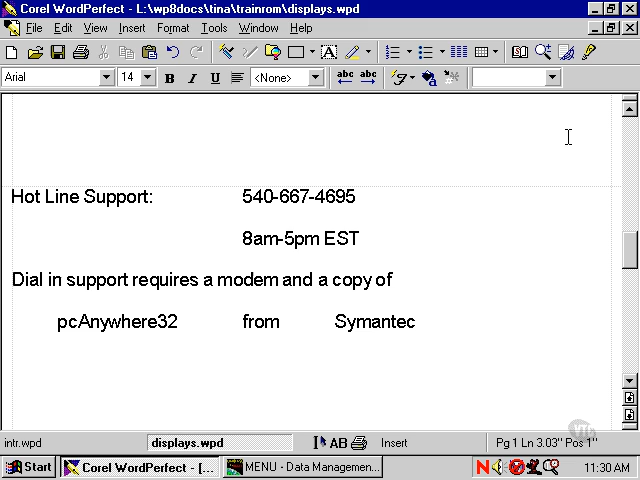 Corel WordPerfect - L:\wp8docs\tina\trainrom\displays.wpd
File Edit View Insert Format Tools Window Help
Arial 14 B I U <None> abc abc
Hot Line Support: 540-667-4695
8am-5pm EST
Dial in support requires a modem and a copy of
pcAnywhere32 from Symantec
intr.wpd displays.wpd AB Insert Pg 1 Ln 3.03" Pos 1"
Start Corel WordPerfect - [... MENU - Data Managemen... N 11:30 AM